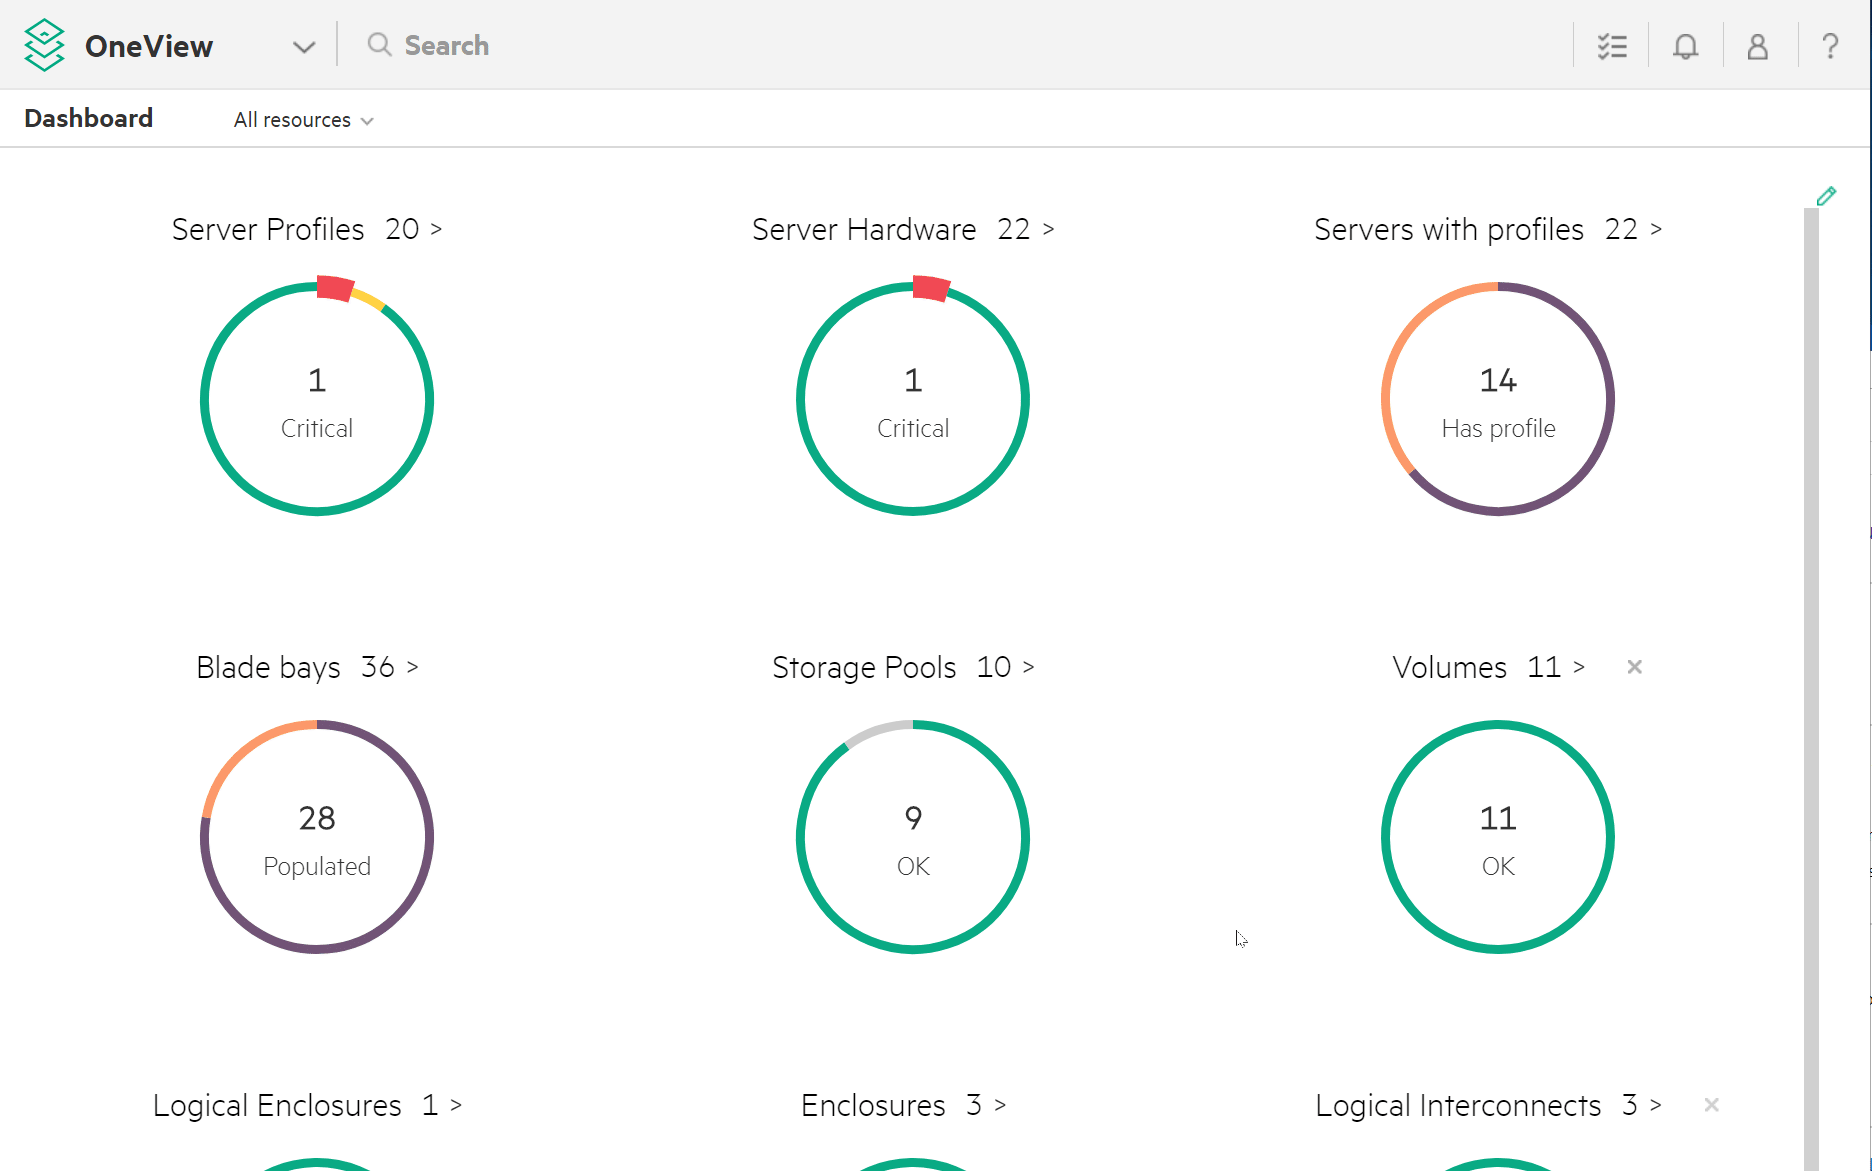 OneView
Search
?
Dashboard
All resources
Server Profiles 20 >
Server Hardware 22 >
Servers with profiles 22 >
1
Critical
1
Critical
14
Has profile
Blade bays 36 >
Storage Pools 10 >
Volumes 11 >
28
Populated
9
OK
11
OK
Logical Enclosures 1 >
Enclosures 3 >
Logical Interconnects 3 >